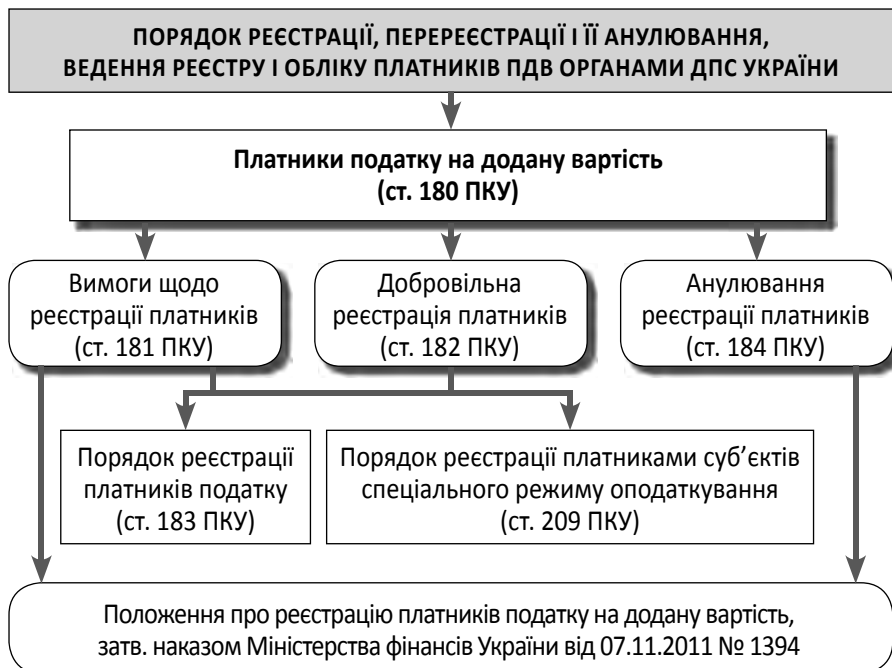 ПОРЯДОК РЕЄСТРАЦІЇ, ПЕРЕРЕЄСТРАЦІЇ І ЇЇ АНУЛЮВАННЯ,
ВЕДЕННЯ РЕЄСТРУ І ОБЛІКУ ПЛАТНИКІВ ПДВ ОРГАНАМИ ДПС УКРАЇНИ
Платники податку на додану вартість
(ст. 180 ПКУ)
Вимоги щодо
реєстрації платників
(ст. 181 ПКУ)
Добровільна
реєстрація платників
(ст. 182 ПКУ)
Анулювання
реєстрації платників
(ст. 184 ПКУ)
Порядок реєстрації
платників податку
(ст. 183 ПКУ)
Порядок реєстрації платниками суб’єктів
спеціального режиму оподаткування
(ст. 209 ПКУ)
Положення про реєстрацію платників податку на додану вартість,
затв. наказом Міністерства фінансів України від 07.11.2011 № 1394